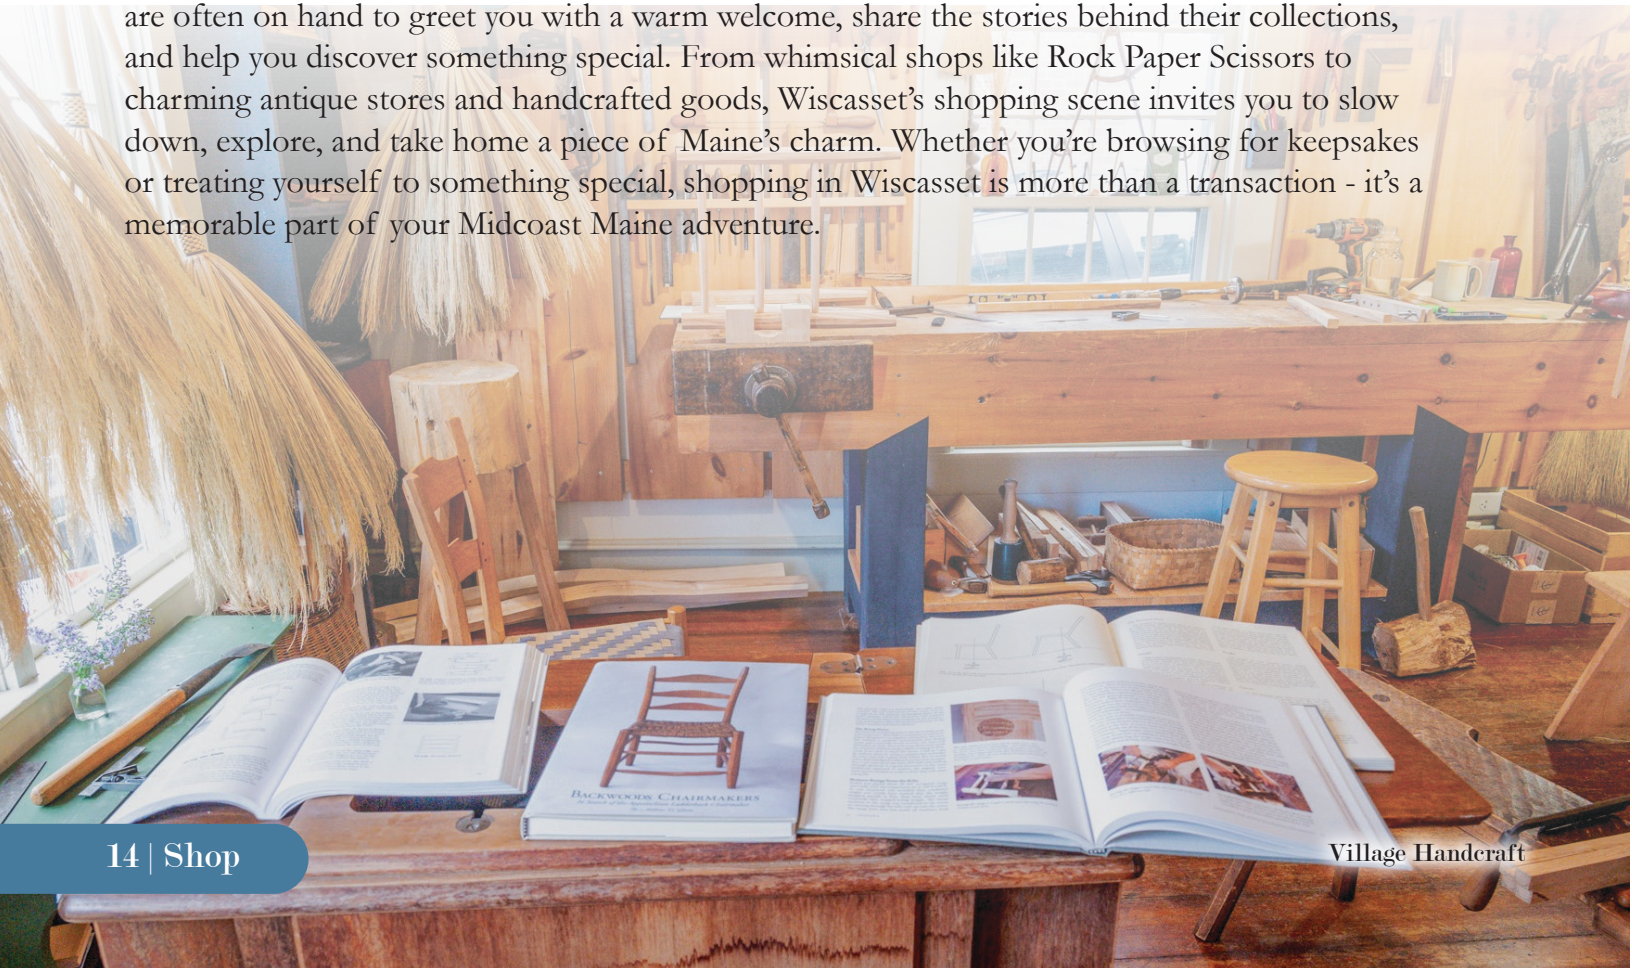 are often on hand to greet you with a warm welcome, share the stories behind their collections,
and help you discover something special. From whimsical shops like Rock Paper Scissors to
charming antique stores and handcrafted goods, Wiscasset’s shopping scene invites you to slow
down, explore, and take home a piece of Maine’s charm. Whether you’re browsing for keepsakes
or treating yourself to something special, shopping in Wiscasset is more than a transaction - it’s a
memorable part of your Midcoast Maine adventure.
BACKWOODS CHAIRMAKERS
14 | Shop
Village Handcraft